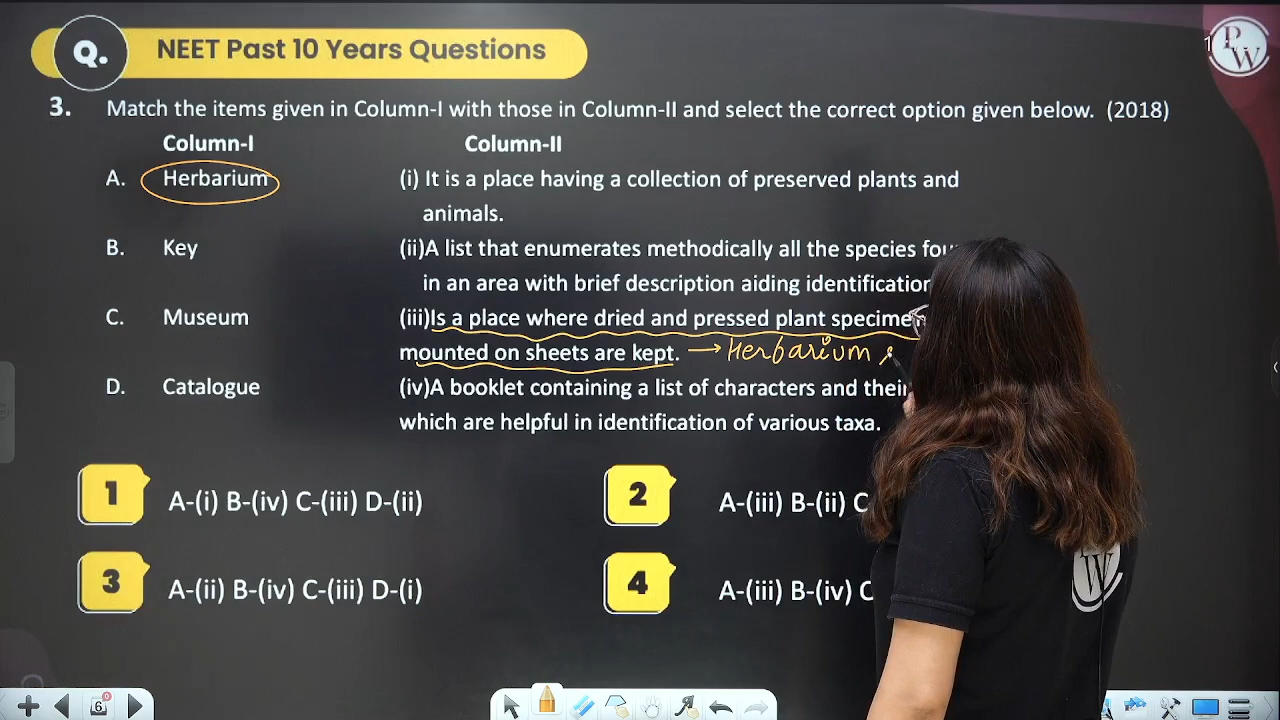 Q. NEET Past 10 Years Questions
PW
3. Match the items given in Column-I with those in Column-II and select the correct option given below. (2018)
Column-I Column-II
A. Herbarium (i) It is a place having a collection of preserved plants and
animals.
B. Key (ii)A list that enumerates methodically all the species
in an area with brief description aiding identification
C. Museum (iii)Is a place where dried and pressed plant
mounted on sheets are kept. → Herbarium
D. Catalogue (iv)A booklet containing a list of characters and their
which are helpful in identification of various taxa.
1 A-(i) B-(iv) C-(iii) D-(ii)
2 A-(iii) B-(ii) C
3 A-(ii) B-(iv) C-(iii) D-(i)
4 A-(iii) B-(iv) C
W
6 0